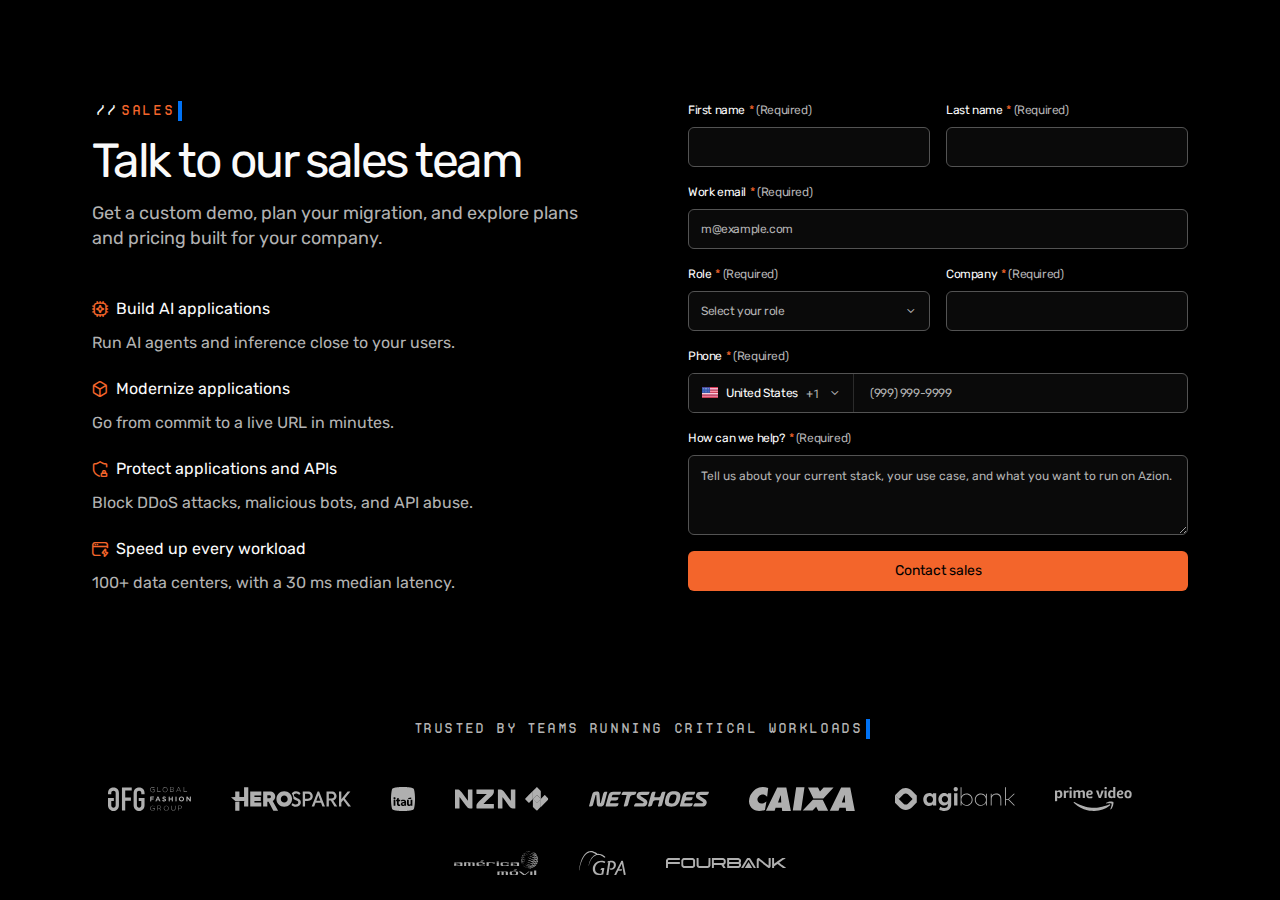 // SALES
Talk to our sales team
Get a custom demo, plan your migration, and explore plans
and pricing built for your company.
Build AI applications
Run AI agents and inference close to your users.
Modernize applications
Go from commit to a live URL in minutes.
Protect applications and APIs
Block DDoS attacks, malicious bots, and API abuse.
Speed up every workload
100+ data centers, with a 30 ms median latency.
First name *(Required)
Last name *(Required)
Work email *(Required)
m@example.com
Role *(Required)
Company *(Required)
Select your role
Phone *(Required)
United States +1
(999) 999-9999
How can we help? *(Required)
Tell us about your current stack, your use case, and what you want to run on Azion.
Contact sales
TRUSTED BY TEAMS RUNNING CRITICAL WORKLOADS
GFG GLOBAL FASHION GROUP
HEROSPARK
itaú
NZN
NETSHOES
CAIXA
agibank
prime video
américa móvil
GPA
FOURBANK